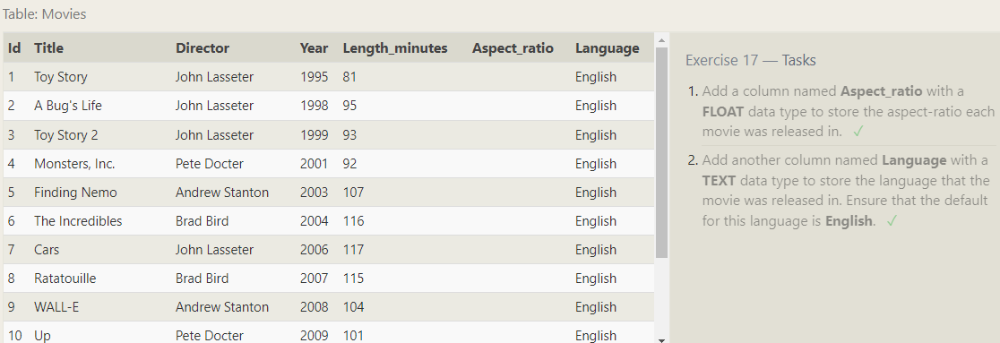 Table: Movies
Id Title Director Year Length_minutes Aspect_ratio Language
1 Toy Story John Lasseter 1995 81 English
2 A Bug's Life John Lasseter 1998 95 English
3 Toy Story 2 John Lasseter 1999 93 English
4 Monsters, Inc. Pete Docter 2001 92 English
5 Finding Nemo Andrew Stanton 2003 107 English
6 The Incredibles Brad Bird 2004 116 English
7 Cars John Lasseter 2006 117 English
8 Ratatouille Brad Bird 2007 115 English
9 WALL-E Andrew Stanton 2008 104 English
10 Up Pete Docter 2009 101 English
Exercise 17 — Tasks
1. Add a column named Aspect_ratio with a
FLOAT data type to store the aspect-ratio each
movie was released in. ✓
2. Add another column named Language with a
TEXT data type to store the language that the
movie was released in. Ensure that the default
for this language is English. ✓